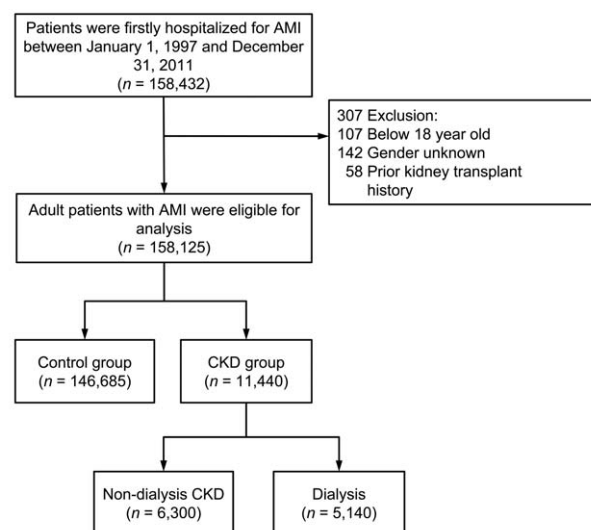 Patients were firstly hospitalized for AMI
between January 1, 1997 and December
31, 2011
(n = 158,432)
307 Exclusion:
107 Below 18 year old
142 Gender unknown
58 Prior kidney transplant
history
Adult patients with AMI were eligible for
analysis
(n = 158,125)
Control group
(n = 146,685)
CKD group
(n = 11,440)
Non-dialysis CKD
(n = 6,300)
Dialysis
(n = 5,140)